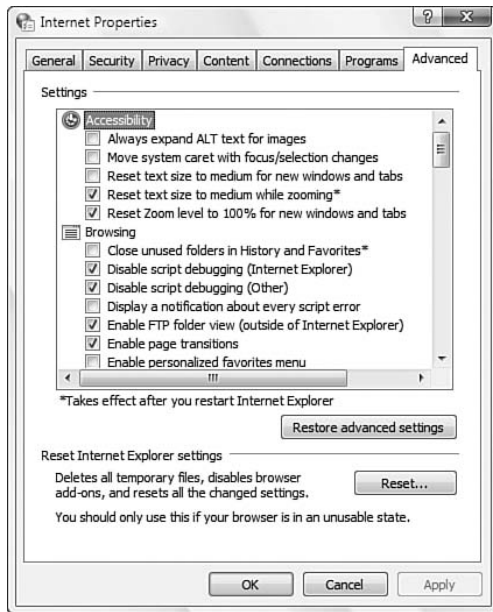 Internet Properties
General Security Privacy Content Connections Programs Advanced
Settings
Accessibility
Always expand ALT text for images
Move system caret with focus/selection changes
Reset text size to medium for new windows and tabs
Reset text size to medium while zooming*
Reset Zoom level to 100% for new windows and tabs
Browsing
Close unused folders in History and Favorites*
Disable script debugging (Internet Explorer)
Disable script debugging (Other)
Display a notification about every script error
Enable FTP folder view (outside of Internet Explorer)
Enable page transitions
Enable personalized favorites menu
*Takes effect after you restart Internet Explorer
Restore advanced settings
Reset Internet Explorer settings
Deletes all temporary files, disables browser
add-ons, and resets all the changed settings.
Reset...
You should only use this if your browser is in an unusable state.
OK Cancel Apply